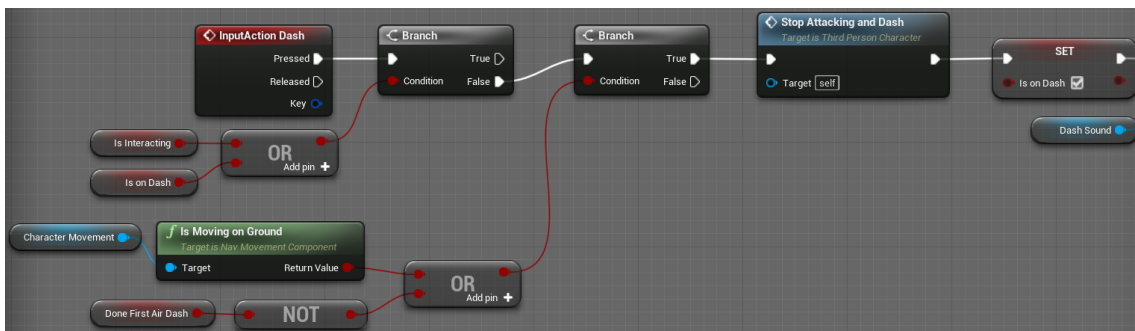 InputAction Dash
Pressed
Released
Key
Branch
True
Condition
False
Branch
True
Condition
False
Stop Attacking and Dash
Target is Third Person Character
Target self
SET
Is on Dash
Dash Sound
Is Interacting
OR
Add pin +
Is on Dash
Character Movement
f Is Moving on Ground
Target is Nav Movement Component
Target Return Value
OR
Add pin +
Done First Air Dash
NOT